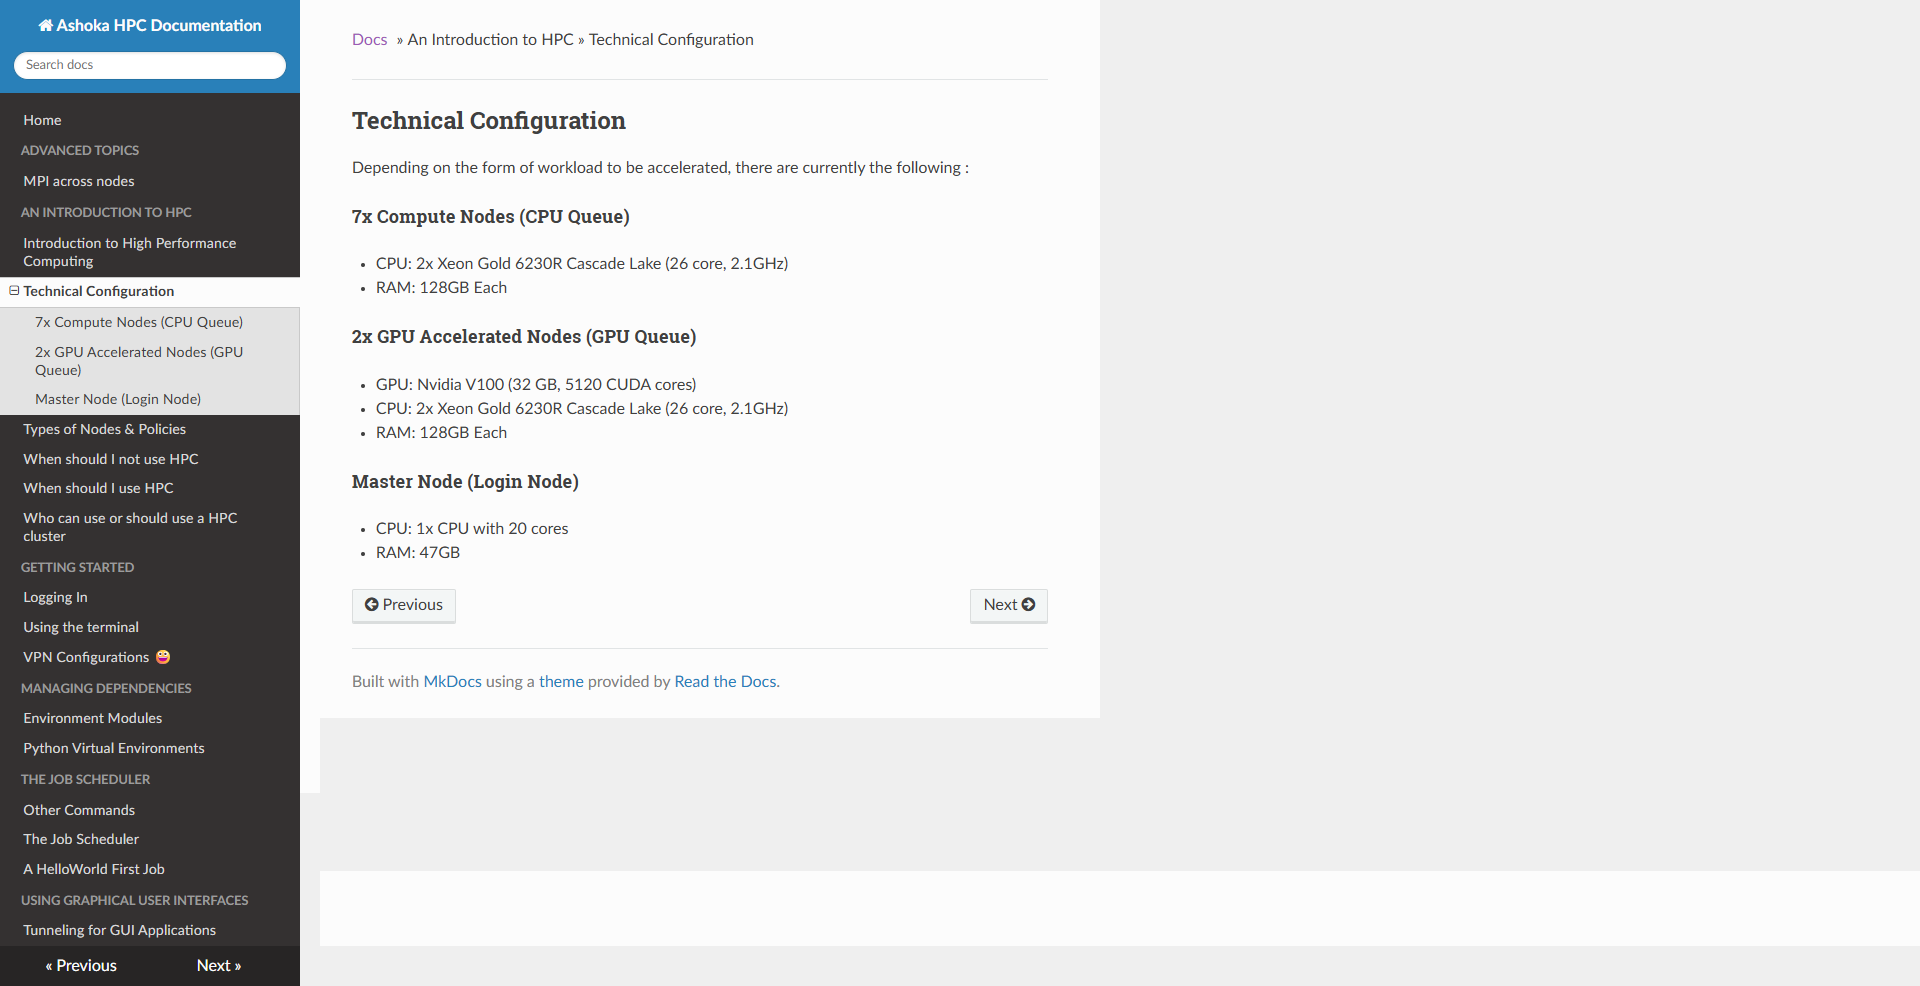 Ashoka HPC Documentation
Search docs
Home
ADVANCED TOPICS
MPI across nodes
AN INTRODUCTION TO HPC
Introduction to High Performance
Computing
Technical Configuration
7x Compute Nodes (CPU Queue)
2x GPU Accelerated Nodes (GPU
Queue)
Master Node (Login Node)
Types of Nodes & Policies
When should I not use HPC
When should I use HPC
Who can use or should use a HPC
cluster
GETTING STARTED
Logging In
Using the terminal
VPN Configurations 😜
MANAGING DEPENDENCIES
Environment Modules
Python Virtual Environments
THE JOB SCHEDULER
Other Commands
The Job Scheduler
A HelloWorld First Job
USING GRAPHICAL USER INTERFACES
Tunneling for GUI Applications
« Previous Next »
Docs » An Introduction to HPC » Technical Configuration
Technical Configuration
Depending on the form of workload to be accelerated, there are currently the following :
7x Compute Nodes (CPU Queue)
• CPU: 2x Xeon Gold 6230R Cascade Lake (26 core, 2.1GHz)
• RAM: 128GB Each
2x GPU Accelerated Nodes (GPU Queue)
• GPU: Nvidia V100 (32 GB, 5120 CUDA cores)
• CPU: 2x Xeon Gold 6230R Cascade Lake (26 core, 2.1GHz)
• RAM: 128GB Each
Master Node (Login Node)
• CPU: 1x CPU with 20 cores
• RAM: 47GB
Previous Next
Built with MkDocs using a theme provided by Read the Docs.